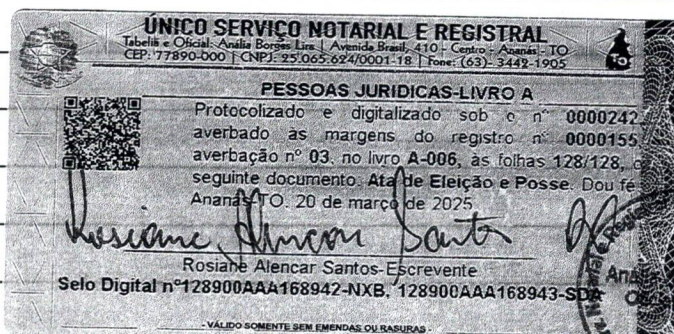 ÚNICO SERVIÇO NOTARIAL E REGISTRAL
Tabeliã e Oficial: Anália Borges Lira | Avenida Brasil, 410 - Centro - Ananás - TO
CEP: 77890-000 | CNPJ: 25.065.624/0001-18 | Fone: (63)- 3442-1905
PESSOAS JURIDICAS-LIVRO A
Protocolizado e digitalizado sob o nº 0000242,
averbado às margens do registro nº 0000155,
averbação nº 03, no livro A-006, às folhas 128/128, o
seguinte documento: Ata de Eleição e Posse. Dou fé.
Ananás-TO. 20 de março de 2025.
Rosiane Alencar Santos
Rosiane Alencar Santos-Escrevente
Selo Digital nº128900AAA168942-NXB, 128900AAA168943-SDA
- VÁLIDO SOMENTE SEM EMENDAS OU RASURAS -